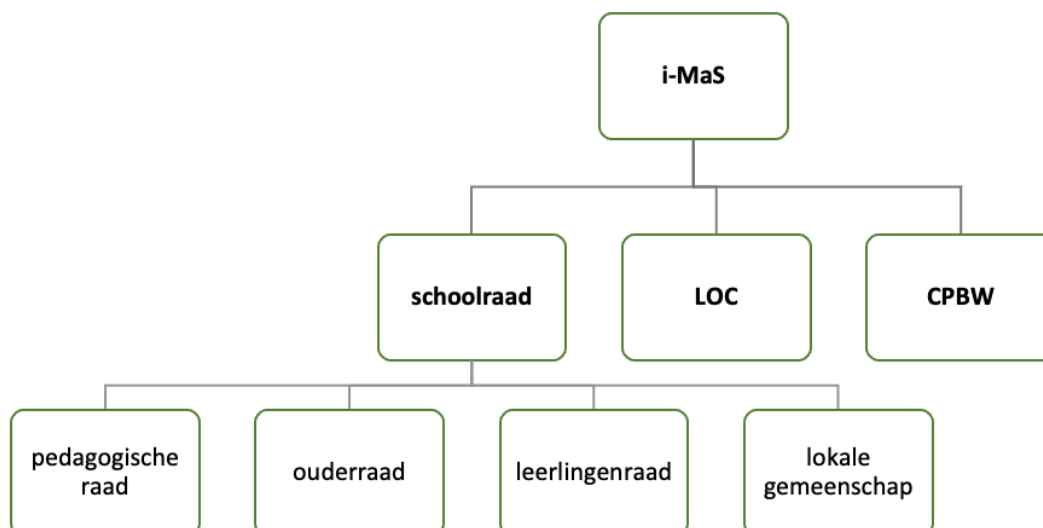 i-MaS
schoolraad
LOC
CPBW
pedagogische
raad
ouderraad
leerlingenraad
lokale
gemeenschap